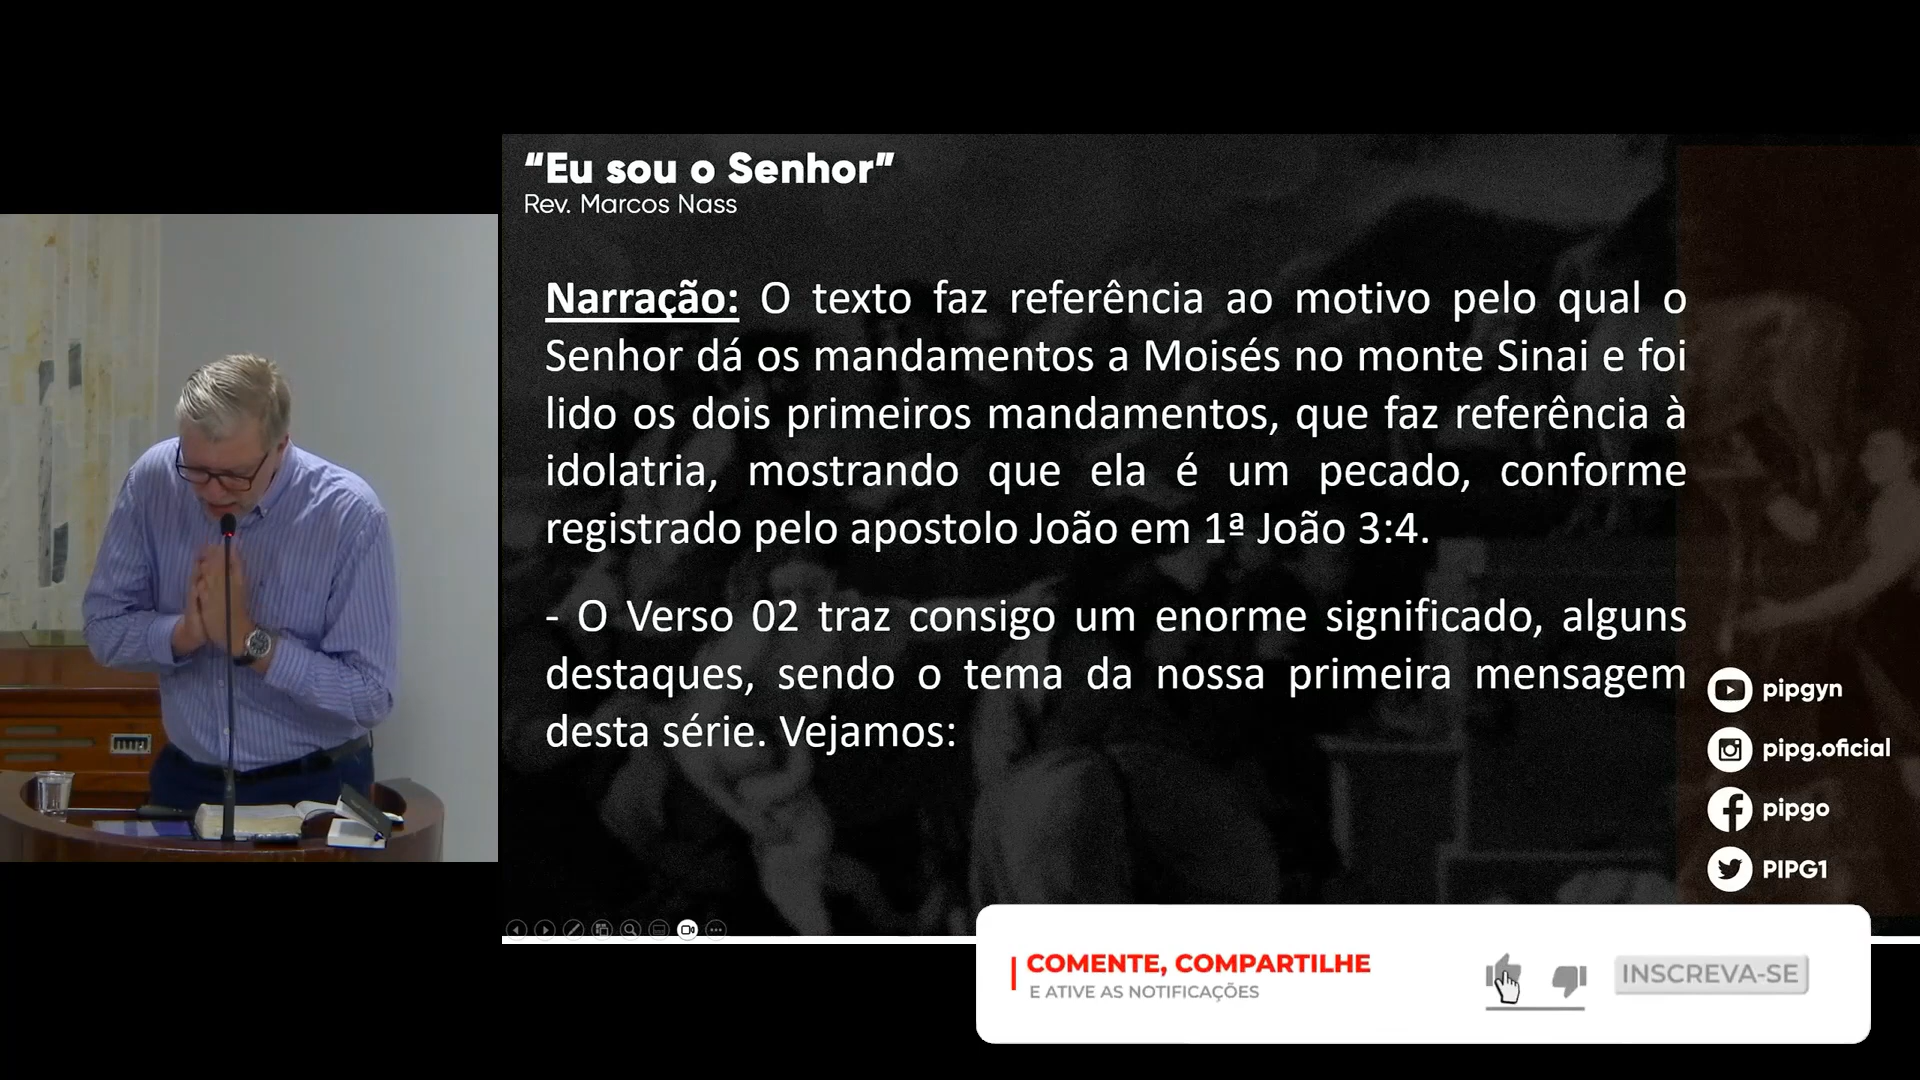 “Eu sou o Senhor”
Rev. Marcos Nass
Narração: O texto faz referência ao motivo pelo qual o
Senhor dá os mandamentos a Moisés no monte Sinai e foi
lido os dois primeiros mandamentos, que faz referência à
idolatria, mostrando que ela é um pecado, conforme
registrado pelo apostolo João em 1ª João 3:4.
- O Verso 02 traz consigo um enorme significado, alguns
destaques, sendo o tema da nossa primeira mensagem
desta série. Vejamos:
pipgyn
pipg.oficial
pipgo
PIPG1
COMENTE, COMPARTILHE
E ATIVE AS NOTIFICAÇÕES
INSCREVA-SE